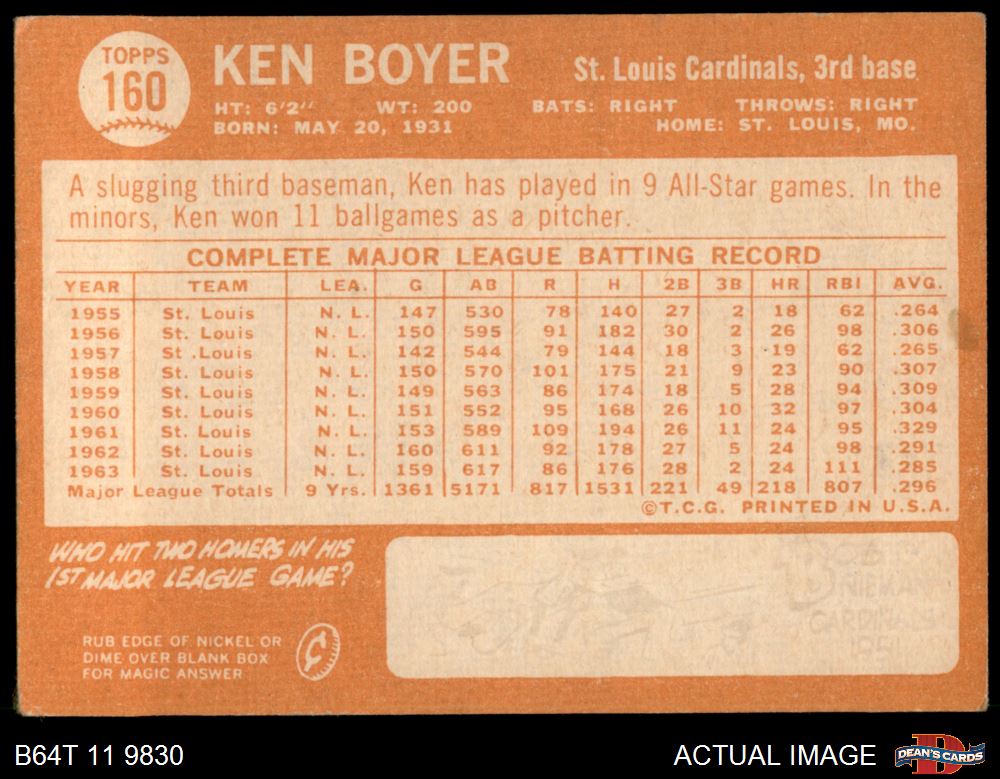 TOPPS
160
KEN BOYER
St. Louis Cardinals, 3rd base
HT: 6'2" WT: 200 BATS: RIGHT THROWS: RIGHT
BORN: MAY 20, 1931 HOME: ST. LOUIS, MO.
A slugging third baseman, Ken has played in 9 All-Star games. In the
minors, Ken won 11 ballgames as a pitcher.
COMPLETE MAJOR LEAGUE BATTING RECORD
YEAR TEAM LEA. G AB R H 2B 3B HR RBI AVG.
1955 St. Louis N. L. 147 530 78 140 27 2 18 62 .264
1956 St. Louis N. L. 150 595 91 182 30 2 26 98 .306
1957 St .Louis N. L. 142 544 79 144 18 3 19 62 .265
1958 St. Louis N. L. 150 570 101 175 21 9 23 90 .307
1959 St. Louis N. L. 149 563 86 174 18 5 28 94 .309
1960 St. Louis N. L. 151 552 95 168 26 10 32 97 .304
1961 St. Louis N. L. 153 589 109 194 26 11 24 95 .329
1962 St. Louis N. L. 160 611 92 178 27 5 24 98 .291
1963 St. Louis N. L. 159 617 86 176 28 2 24 111 .285
Major League Totals 9 Yrs. 1361 5171 817 1531 221 49 218 807 .296
©T.C.G. PRINTED IN U.S.A.
WHO HIT TWO HOMERS IN HIS
1ST MAJOR LEAGUE GAME?
RUB EDGE OF NICKEL OR
DIME OVER BLANK BOX
FOR MAGIC ANSWER
BOB
NIEMAN
CARDINALS
B64T 11 9830
ACTUAL IMAGE
DEAN'S CARDS